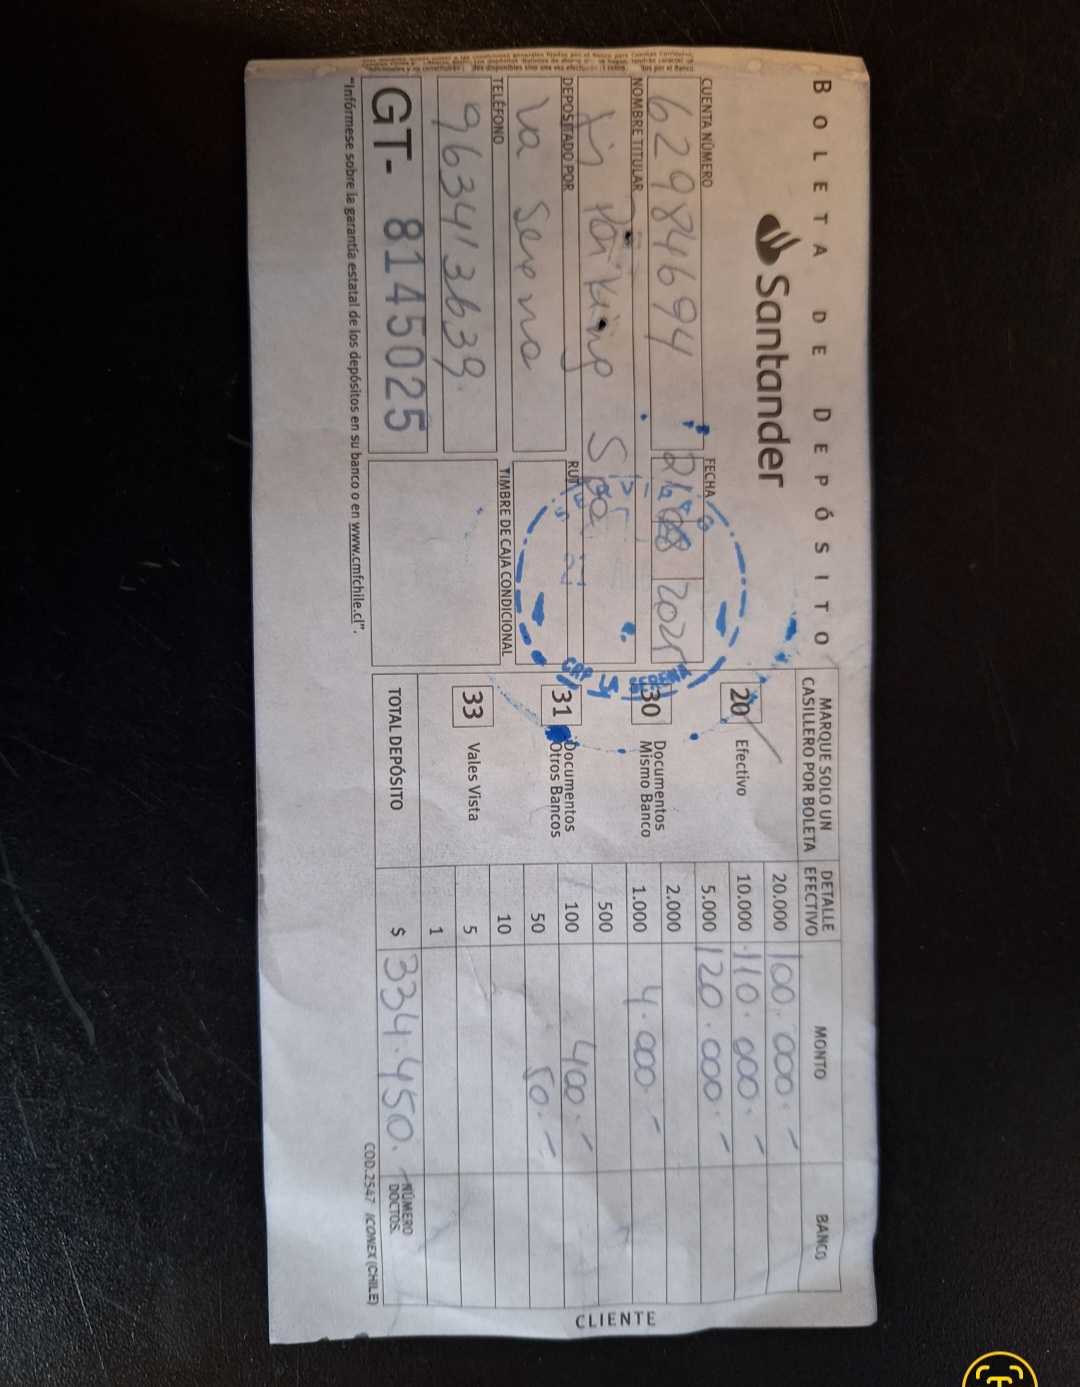 BOLETA DE DEPÓSITO
Santander
CUENTA NÚMERO
62984694
FECHA
21 08 202
NOMBRE TITULAR
Parking Spa
DEPOSITADO POR
La Serena
RUT
TELÉFONO
963413639.
TIMBRE DE CAJA CONDICIONAL
GT- 8145025
"Infórmese sobre la garantía estatal de los depósitos en su banco o en www.cmfchile.cl".
MARQUE SOLO UN CASILLERO POR BOLETA
20 Efectivo
30 Documentos Mismo Banco
31 Documentos Otros Bancos
33 Vales Vista
DETALLE EFECTIVO MONTO BANCO
20.000 100.000.-
10.000 110.000.-
5.000 120.000.-
2.000
1.000 4.000.-
500
100 400.-
50 50.-
10
5
1
TOTAL DEPÓSITO $ 334.450.-
NÚMERO DOCTOS.
COD.2547 ICONEX (CHILE)
CLIENTE